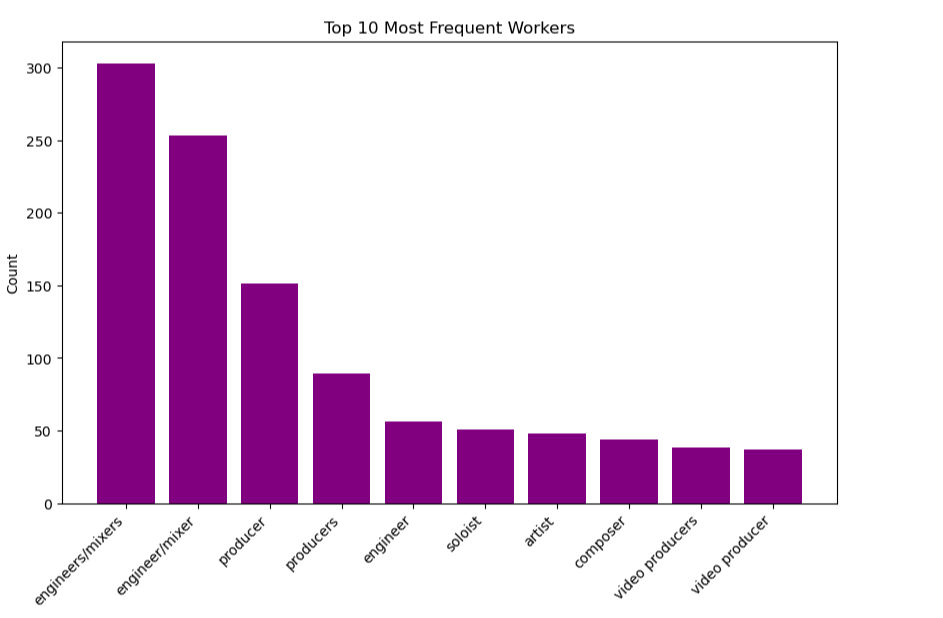 Top 10 Most Frequent Workers
Count
300
250
200
150
100
50
0
engineers/mixers
engineer/mixer
producer
producers
engineer
soloist
artist
composer
video producers
video producer